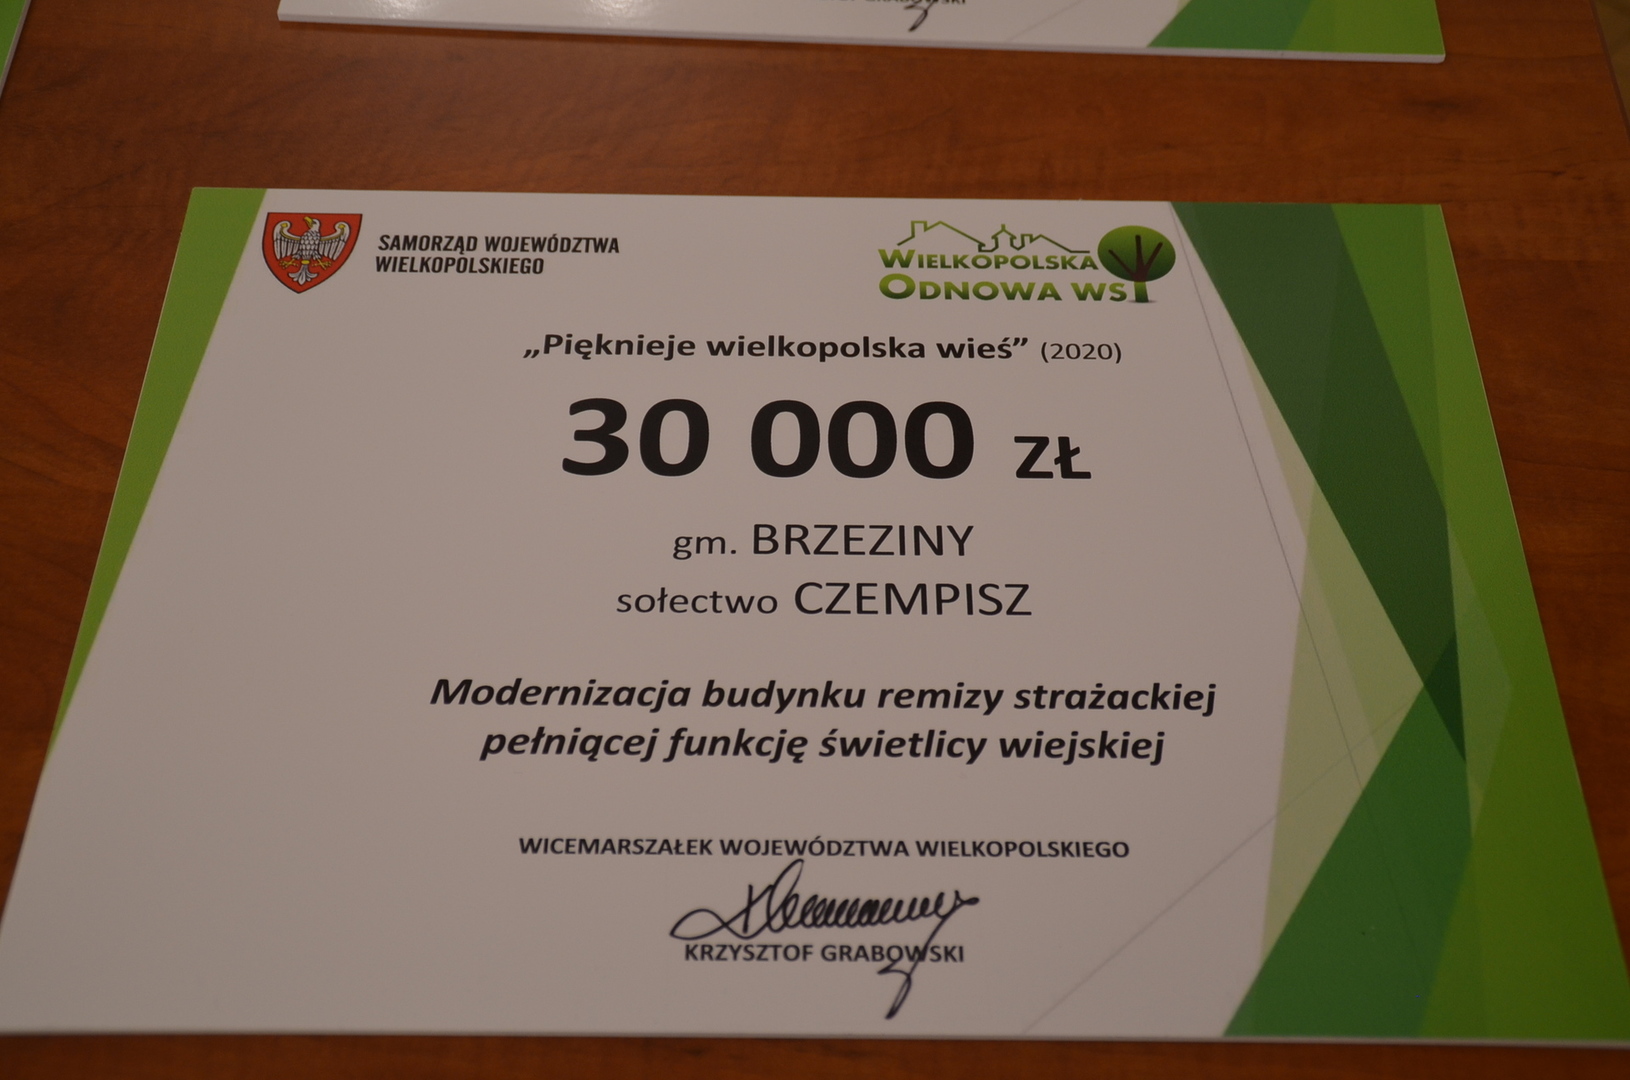 GRABOWSKI
SAMORZĄD WOJEWÓDZTWA
WIELKOPOLSKIEGO
WIELKOPOLSKA
ODNOWA WSI
„Pięknieje wielkopolska wieś” (2020)
30 000 ZŁ
gm. BRZEZINY
sołectwo CZEMPISZ
Modernizacja budynku remizy strażackiej
pełniącej funkcję świetlicy wiejskiej
WICEMARSZAŁEK WOJEWÓDZTWA WIELKOPOLSKIEGO
KRZYSZTOF GRABOWSKI